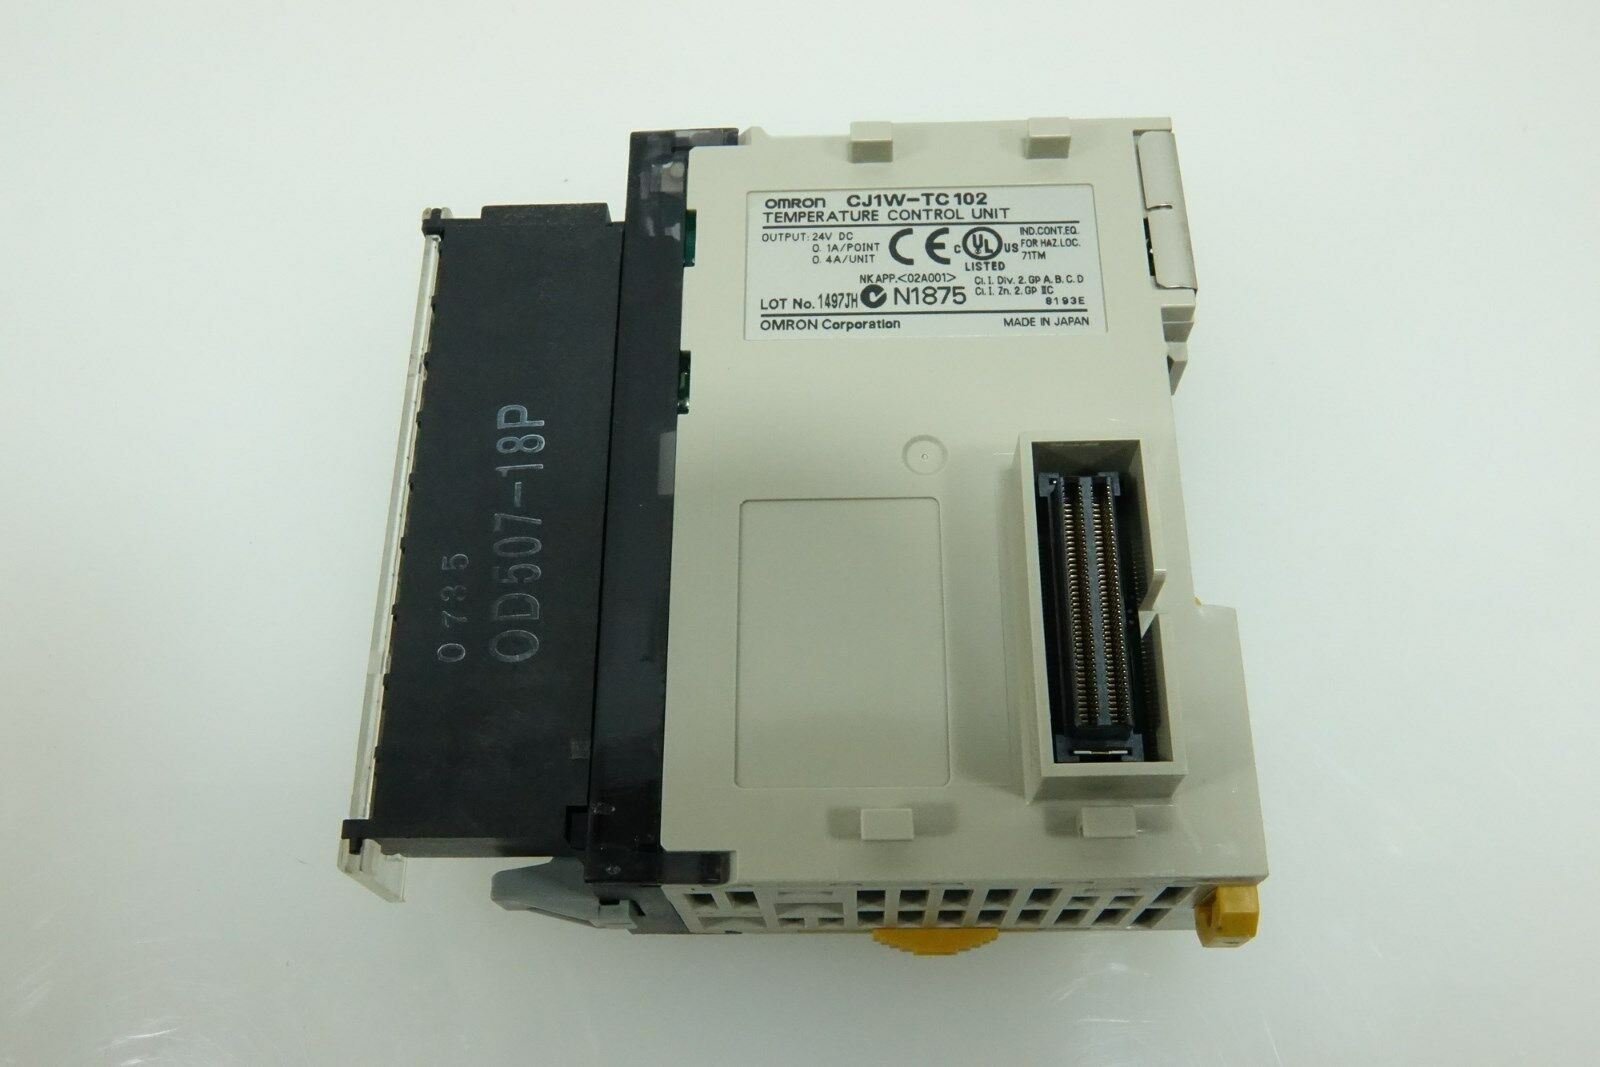 OMRON CJ1W-TC102
TEMPERATURE CONTROL UNIT
OUTPUT: 24V DC
0. 1A/POINT
0. 4A/UNIT
CE
C UL US
LISTED
IND.CONT.EQ.
FOR HAZ.LOC.
71TM
NKAPP.<02A001>
Cl. I. Div. 2. GP A. B. C. D
Cl. I. Zn. 2. GP IIC
LOT No. 1497JH N1875
8193E
OMRON Corporation MADE IN JAPAN
0735
OD507-18P